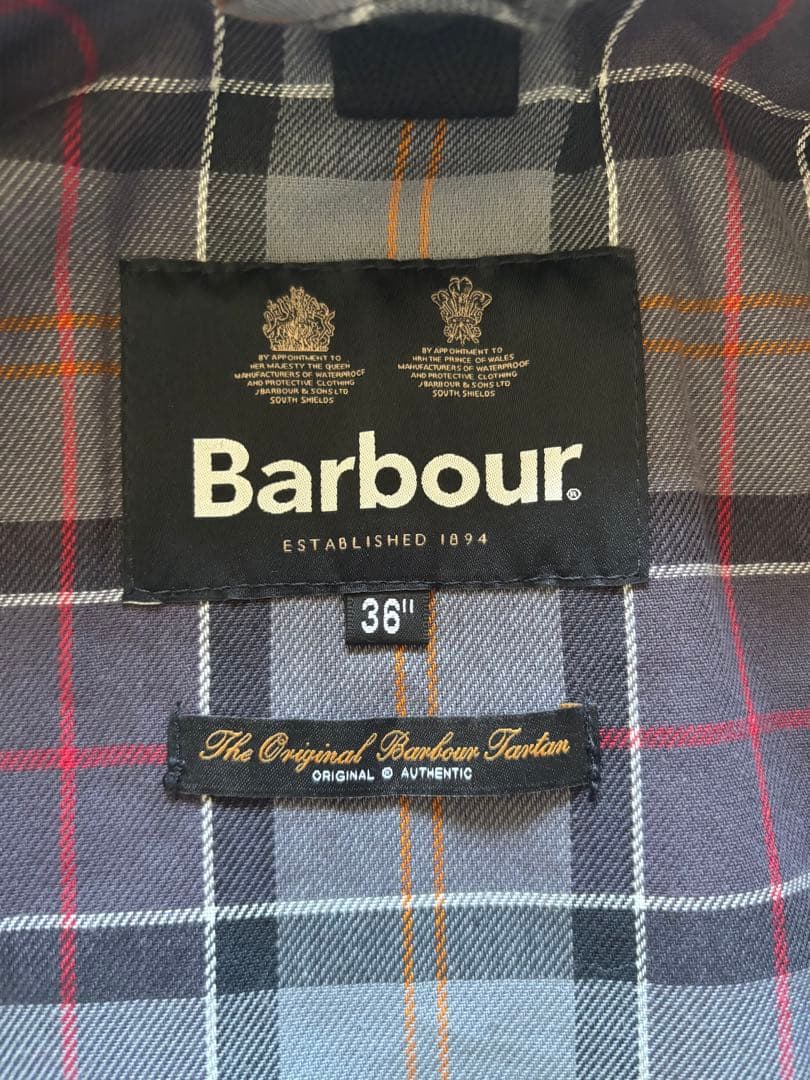 BY APPOINTMENT TO
HER MAJESTY THE QUEEN
MANUFACTURERS OF WATERPROOF
AND PROTECTIVE CLOTHING
J BARBOUR & SONS LTD
SOUTH SHIELDS
BY APPOINTMENT TO
HRH THE PRINCE OF WALES
MANUFACTURERS OF WATERPROOF
AND PROTECTIVE CLOTHING
J BARBOUR & SONS LTD
SOUTH SHIELDS
Barbour®
ESTABLISHED 1894
36"
The Original Barbour Tartan
ORIGINAL ® AUTHENTIC